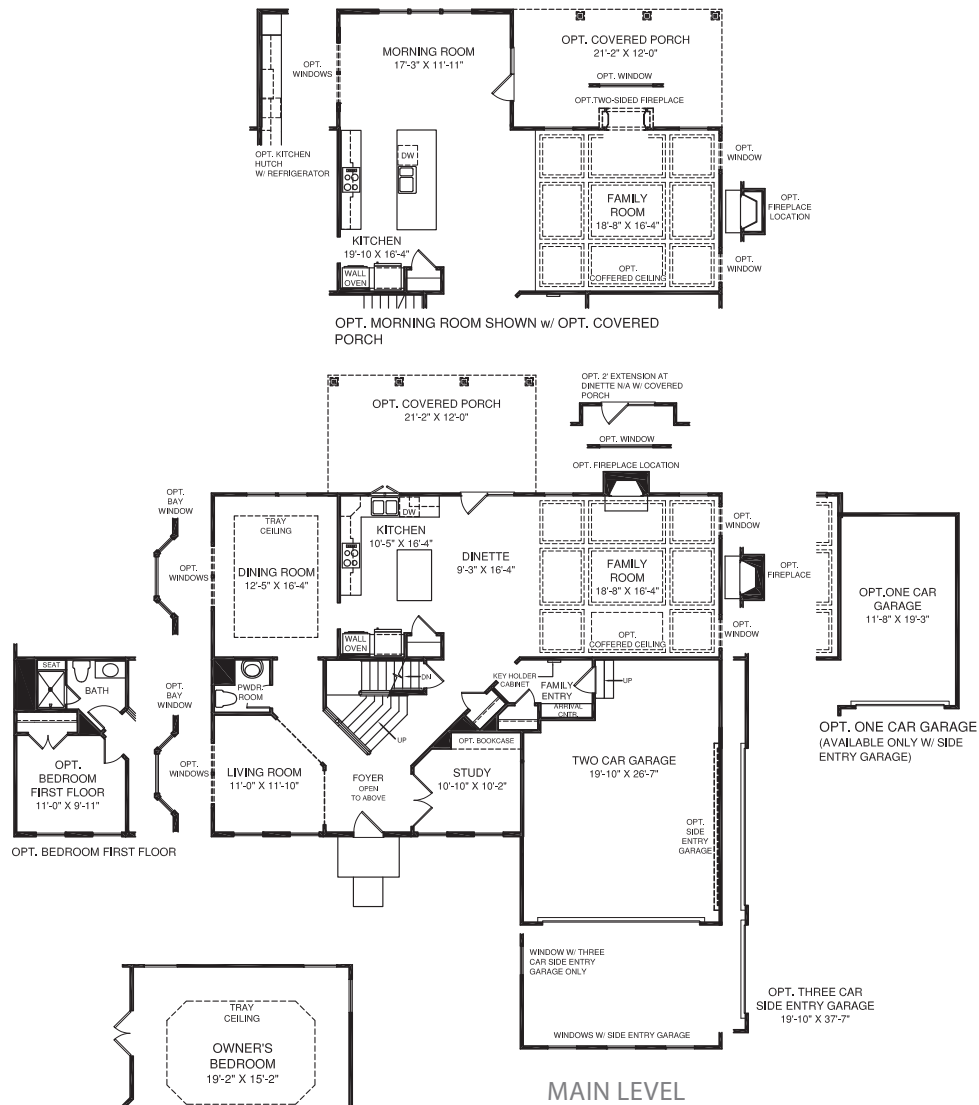 OPT. COVERED PORCH
21'-2" X 12'-0"
MORNING ROOM
17'-3" X 11'-11"
OPT.
WINDOWS
OPT. WINDOW
OPT.TWO-SIDED FIREPLACE
OPT. KITCHEN
HUTCH
W/ REFRIGERATOR
DW
OPT.
WINDOW
FAMILY
ROOM
18'-8" X 16'-4"
OPT.
FIREPLACE
LOCATION
KITCHEN
19'-10 X 16'-4"
OPT.
COFFERED CEILING
OPT.
WINDOW
WALL
OVEN
OPT. MORNING ROOM SHOWN w/ OPT. COVERED
PORCH
OPT. 2' EXTENSION AT
DINETTE N/A W/ COVERED
PORCH
OPT. COVERED PORCH
21'-2" X 12'-0"
OPT. WINDOW
OPT. FIREPLACE LOCATION
OPT.
BAY
WINDOW
TRAY
CEILING
DW
KITCHEN
10'-5" X 16'-4"
OPT.
WINDOW
OPT.
WINDOWS
DINING ROOM
12'-5" X 16'-4"
DINETTE
9'-3" X 16'-4"
FAMILY
ROOM
18'-8" X 16'-4"
OPT.
FIREPLACE
OPT.ONE CAR
GARAGE
11'-8" X 19'-3"
WALL
OVEN
OPT.
COFFERED CEILING
OPT.
WINDOW
SEAT
BATH
OPT.
BAY
WINDOW
PWDR.
ROOM
DN
KEY HOLDER
CABINET
FAMILY
ENTRY
UP
ARRIVAL
CNTR.
OPT. ONE CAR GARAGE
(AVAILABLE ONLY W/ SIDE
ENTRY GARAGE)
UP
OPT. BOOKCASE
OPT.
BEDROOM
FIRST FLOOR
11'-0" X 9'-11"
OPT.
WINDOWS
LIVING ROOM
11'-0" X 11'-10"
FOYER
OPEN
TO ABOVE
STUDY
10'-10" X 10'-2"
TWO CAR GARAGE
19'-10" X 26'-7"
OPT.
SIDE
ENTRY
GARAGE
OPT. BEDROOM FIRST FLOOR
WINDOW W/ THREE
CAR SIDE ENTRY
GARAGE ONLY
OPT. THREE CAR
SIDE ENTRY GARAGE
19'-10" X 37'-7"
WINDOWS W/ SIDE ENTRY GARAGE
TRAY
CEILING
OWNER'S
BEDROOM
19'-2" X 15'-2"
MAIN LEVEL